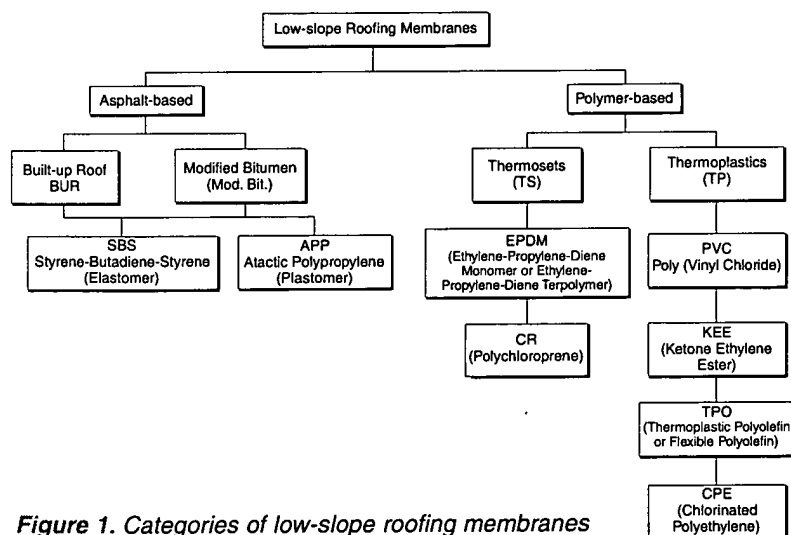 Low-slope Roofing Membranes
Asphalt-based
Polymer-based
Built-up Roof
BUR
Modified Bitumen
(Mod. Bit.)
Thermosets
(TS)
Thermoplastics
(TP)
SBS
Styrene-Butadiene-Styrene
(Elastomer)
APP
Atactic Polypropylene
(Plastomer)
EPDM
(Ethylene-Propylene-Diene
Monomer or Ethylene-
Propylene-Diene Terpolymer)
PVC
Poly (Vinyl Chloride)
CR
(Polychloroprene)
KEE
(Ketone Ethylene
Ester)
TPO
(Thermoplastic Polyolefin
or Flexible Polyolefin)
CPE
(Chlorinated
Polyethylene)
Figure 1. Categories of low-slope roofing membranes